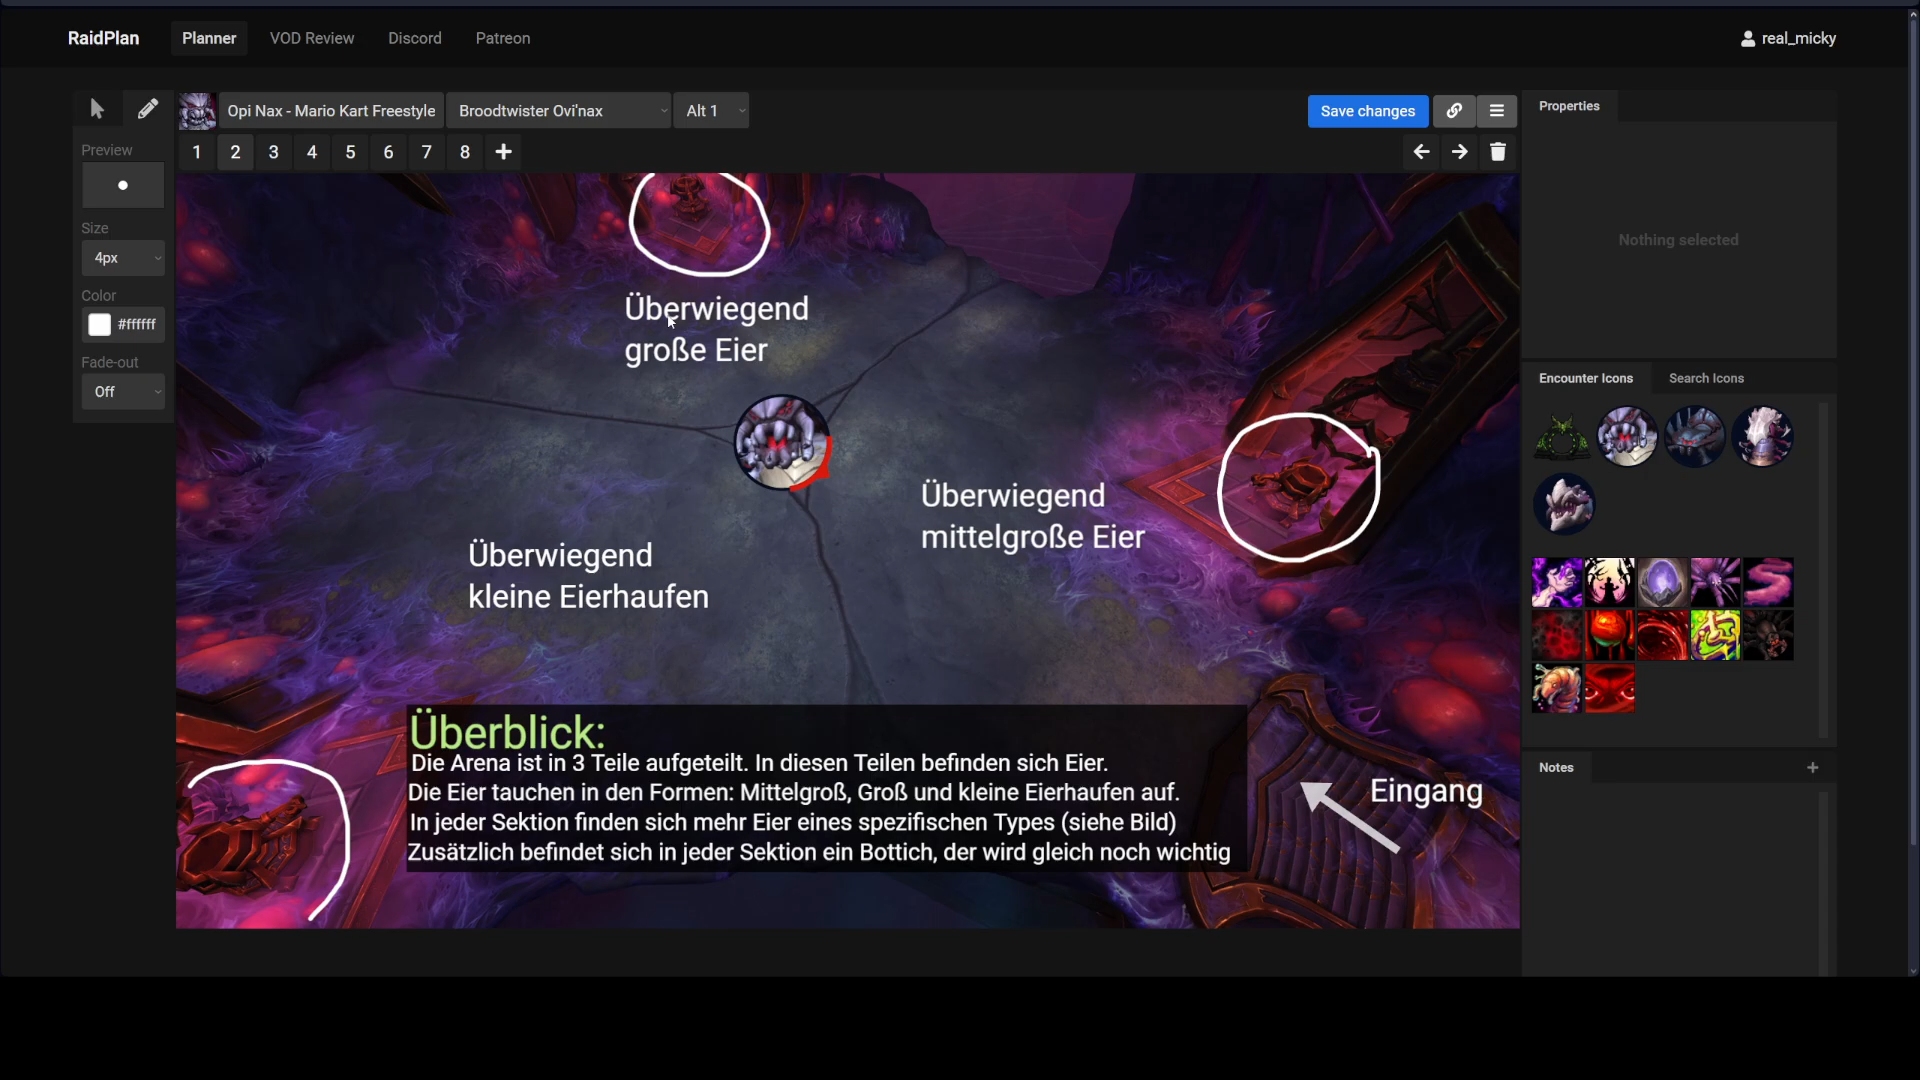 RaidPlan
Planner
VOD Review
Discord
Patreon
real_micky
Opi Nax - Mario Kart Freestyle
Broodtwister Ovi'nax
Alt 1
Save changes
Properties
1 2 3 4 5 6 7 8
Preview
Size
4px
Color
#ffffff
Fade-out
Off
Nothing selected
Überwiegend
große Eier
Überwiegend
mittelgroße Eier
Überwiegend
kleine Eierhaufen
Encounter Icons
Search Icons
Überblick:
Die Arena ist in 3 Teile aufgeteilt. In diesen Teilen befinden sich Eier.
Die Eier tauchen in den Formen: Mittelgroß, Groß und kleine Eierhaufen auf.
In jeder Sektion finden sich mehr Eier eines spezifischen Types (siehe Bild)
Zusätzlich befindet sich in jeder Sektion ein Bottich, der wird gleich noch wichtig
Eingang
Notes